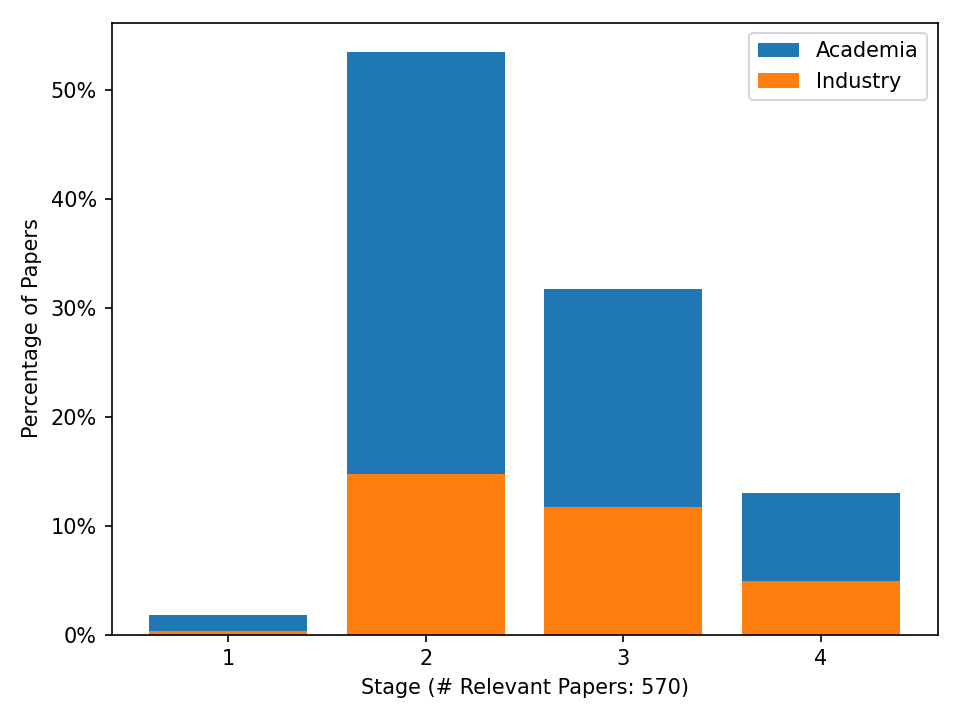 Academia
Industry
50%
40%
30%
20%
10%
0%
Percentage of Papers
1 2 3 4
Stage (# Relevant Papers: 570)